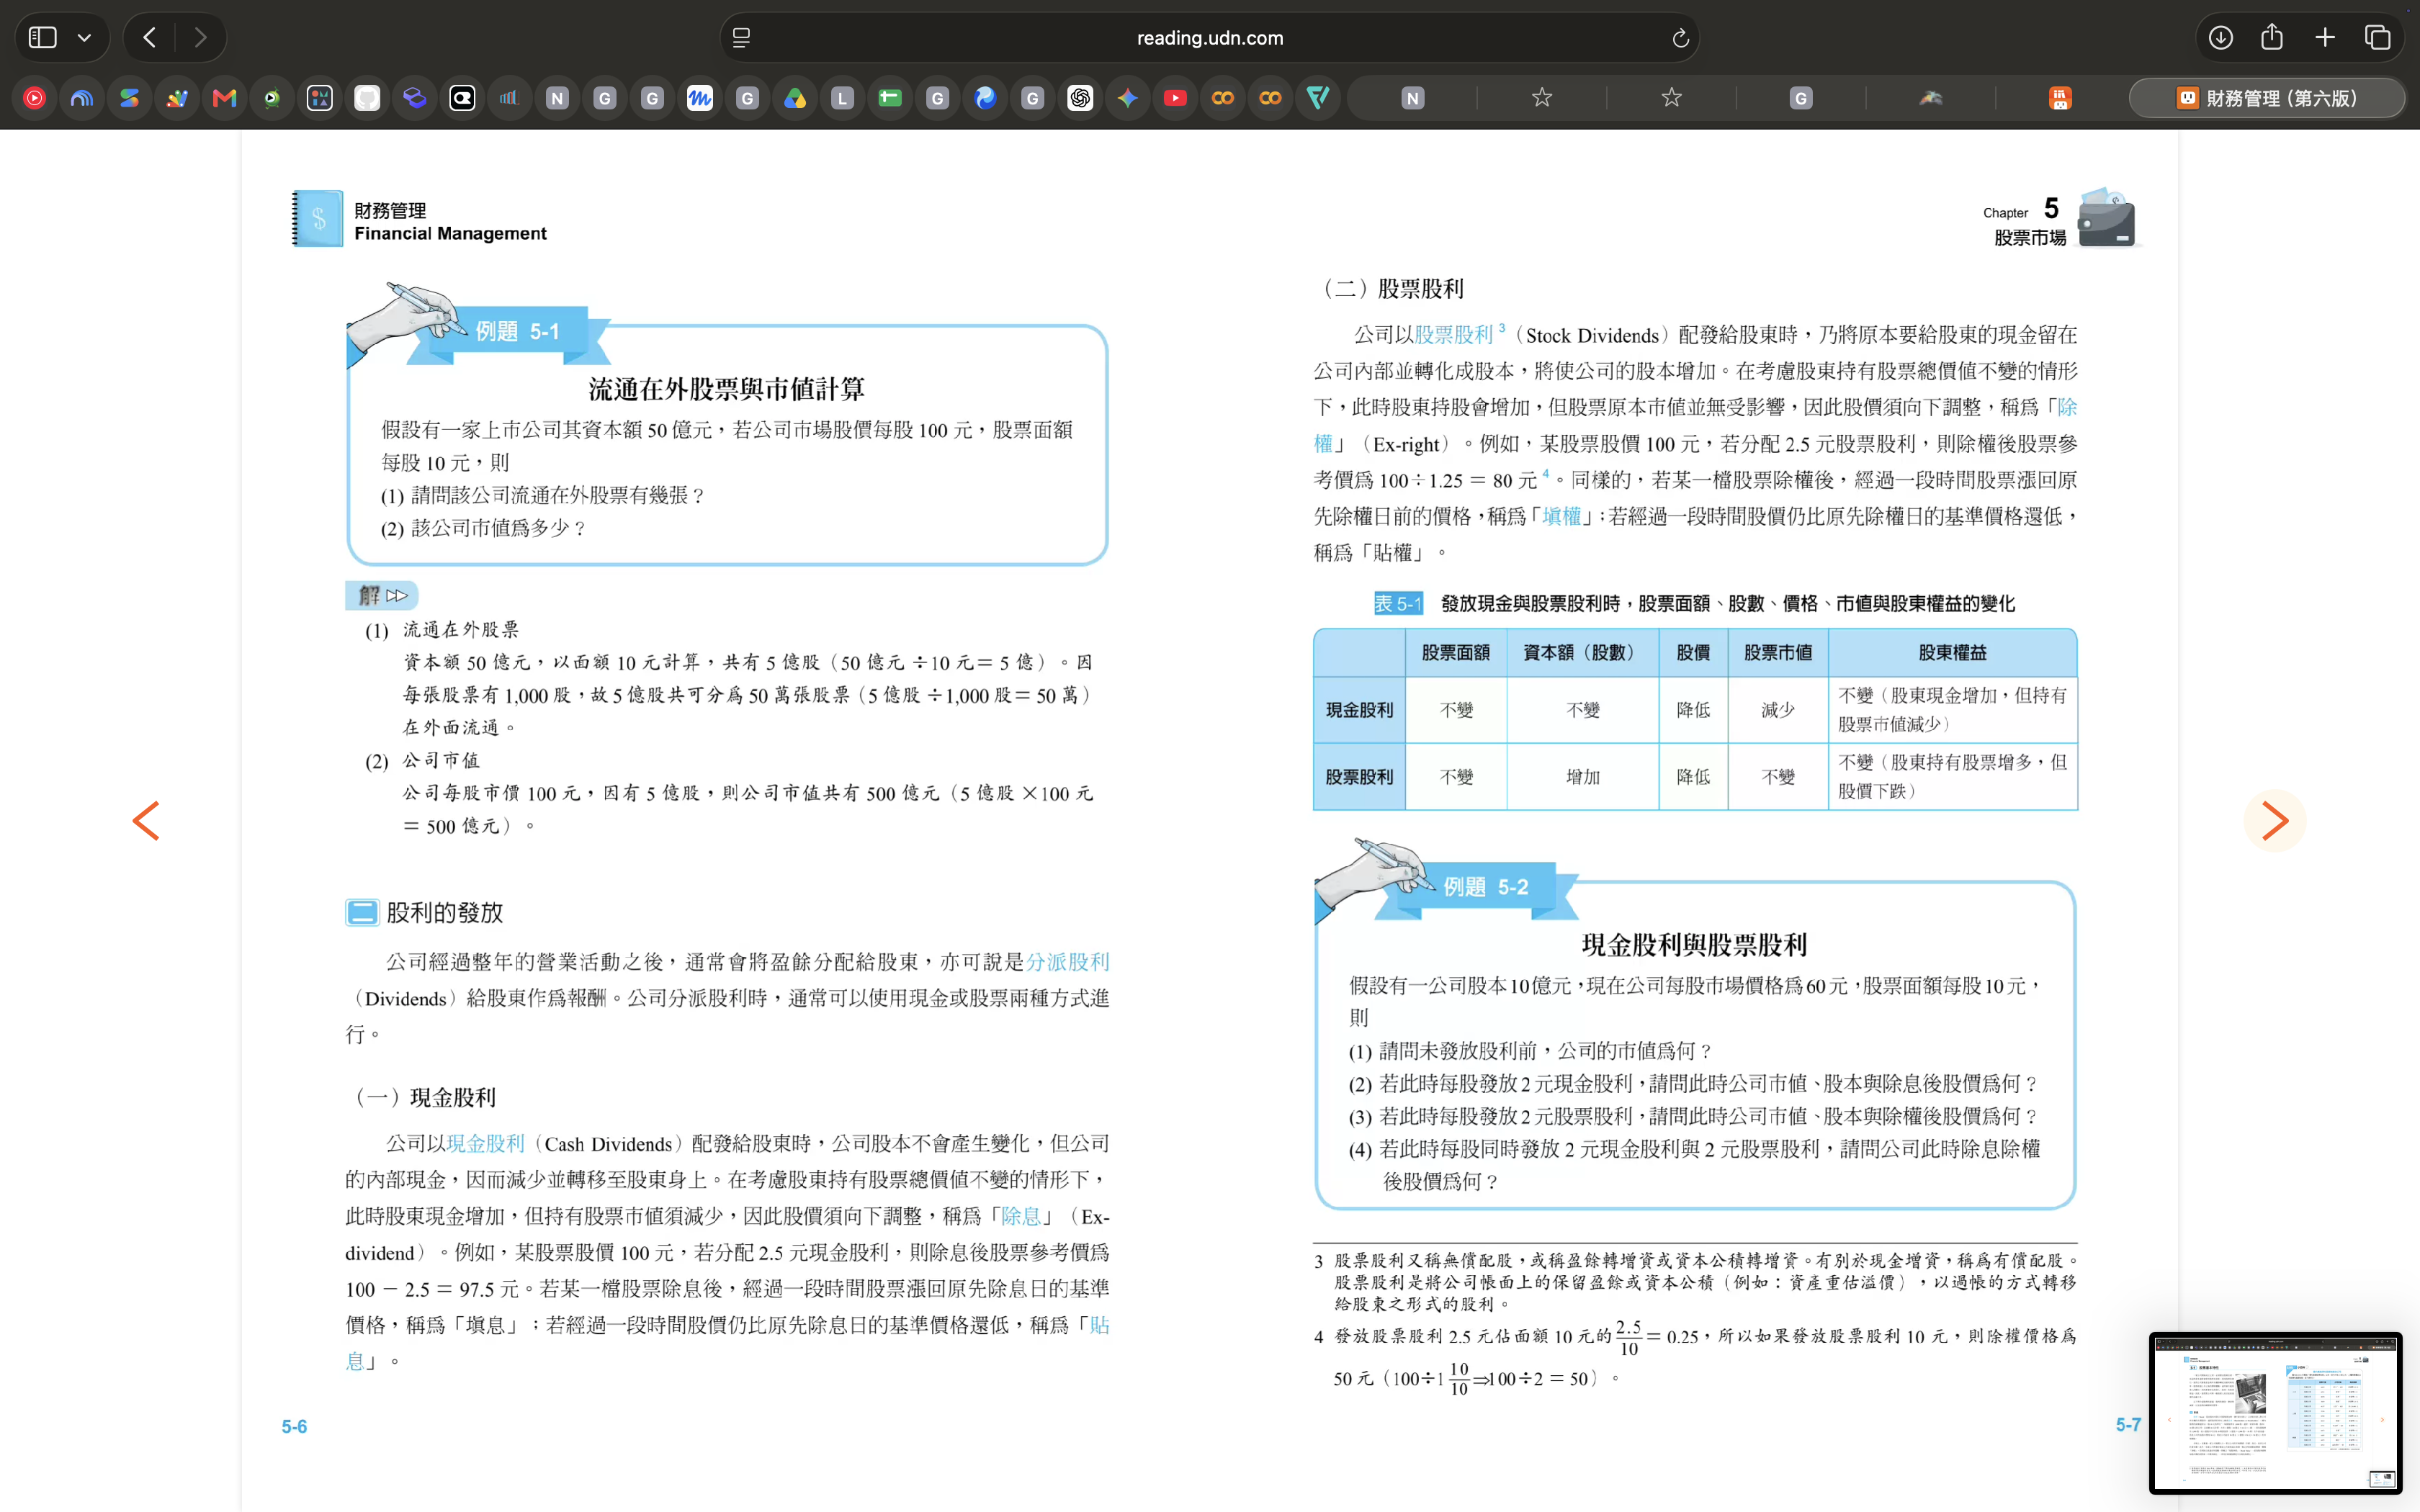 reading.udn.com
財務管理 (第六版)
財務管理
Financial Management
例題 5-1
流通在外股票與市值計算
假設有一家上市公司其資本額 50 億元，若公司市場股價每股 100 元，股票面額
每股 10 元，則
(1) 請問該公司流通在外股票有幾張？
(2) 該公司市值為多少？
解
(1) 流通在外股票
資本額 50 億元，以面額 10 元計算，共有 5 億股（50 億元 ÷10 元＝ 5 億）。因
每張股票有 1,000 股，故 5 億股共可分為 50 萬張股票（5 億股 ÷1,000 股＝ 50 萬）
在外面流通。
(2) 公司市值
公司每股市價 100 元，因有 5 億股，則公司市值共有 500 億元（5 億股 ×100 元
＝ 500 億元）。
二 股利的發放
公司經過整年的營業活動之後，通常會將盈餘分配給股東，亦可說是分派股利
（Dividends）給股東作為報酬。公司分派股利時，通常可以使用現金或股票兩種方式進
行。
（一）現金股利
公司以現金股利（Cash Dividends）配發給股東時，公司股本不會產生變化，但公司
的內部現金，因而減少並轉移至股東身上。在考慮股東持有股票總價值不變的情形下，
此時股東現金增加，但持有股票市值須減少，因此股價須向下調整，稱為「除息」（Ex-
dividend）。例如，某股票股價 100 元，若分配 2.5 元現金股利，則除息後股票參考價為
100 － 2.5 ＝ 97.5 元。若某一檔股票除息後，經過一段時間股票漲回原先除息日的基準
價格，稱為「填息」；若經過一段時間股價仍比原先除息日的基準價格還低，稱為「貼
息」。
5-6
Chapter 5
股票市場
（二）股票股利
公司以股票股利 3（Stock Dividends）配發給股東時，乃將原本要給股東的現金留在
公司內部並轉化成股本，將使公司的股本增加。在考慮股東持有股票總價值不變的情形
下，此時股東持股會增加，但股票原本市值並無受影響，因此股價須向下調整，稱為「除
權」（Ex-right）。例如，某股票股價 100 元，若分配 2.5 元股票股利，則除權後股票參
考價為 100÷1.25 ＝ 80 元 4。同樣的，若某一檔股票除權後，經過一段時間股票漲回原
先除權日前的價格，稱為「填權」；若經過一段時間股價仍比原先除權日的基準價格還低，
稱為「貼權」。
表 5-1 發放現金與股票股利時，股票面額、股數、價格、市值與股東權益的變化
股票面額 資本額（股數） 股價 股票市值 股東權益
現金股利 不變 不變 降低 減少 不變（股東現金增加，但持有
股票市值減少）
股票股利 不變 增加 降低 不變 不變（股東持有股票增多，但
股價下跌）
例題 5-2
現金股利與股票股利
假設有一公司股本10億元，現在公司每股市場價格為60元，股票面額每股10元，
則
(1) 請問未發放股利前，公司的市值為何？
(2) 若此時每股發放2元現金股利，請問此時公司市值、股本與除息後股價為何？
(3) 若此時每股發放2元股票股利，請問此時公司市值、股本與除權後股價為何？
(4) 若此時每股同時發放 2 元現金股利與 2 元股票股利，請問公司此時除息除權
後股價為何？
3 股票股利又稱無償配股，或稱盈餘轉增資或資本公積轉增資。有別於現金增資，稱為有償配股。
股票股利是將公司帳面上的保留盈餘或資本公積（例如：資產重估溢價），以過帳的方式轉移
給股東之形式的股利。
4 發放股票股利 2.5 元佔面額 10 元的 2.5/10 ＝ 0.25，所以如果發放股票股利 10 元，則除權價格為
50 元（100÷1 10/10 ⇒100÷2 ＝ 50）。
5-7